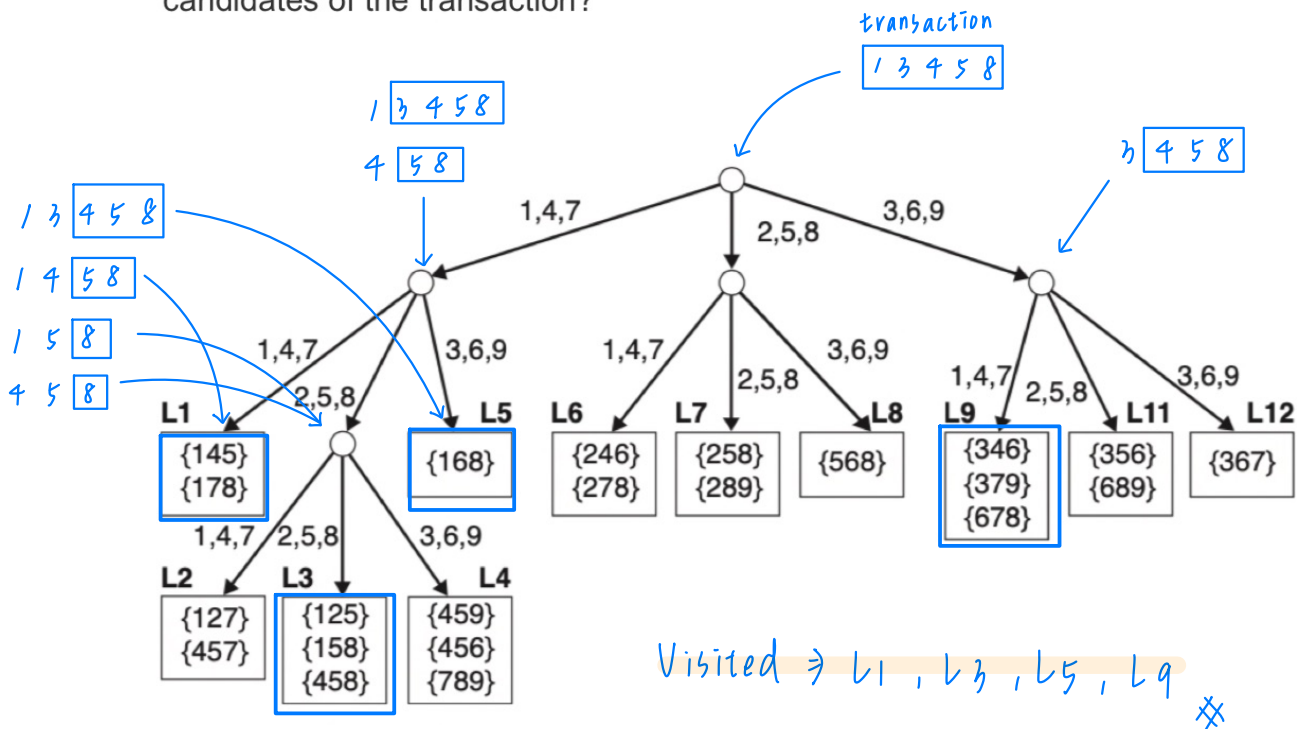 candidates of the transaction?
transaction
1 3 4 5 8
1 3 4 5 8
4 5 8
3 4 5 8
1 3 4 5 8
1 4 5 8
1 5 8
4 5 8
1,4,7
2,5,8
3,6,9
1,4,7
2,5,8
3,6,9
1,4,7
2,5,8
3,6,9
1,4,7
2,5,8
3,6,9
L1
L5
L6
L7
L8
L9
L11
L12
{145}
{178}
{168}
{246}
{278}
{258}
{289}
{568}
{346}
{379}
{678}
{356}
{689}
{367}
1,4,7
2,5,8
3,6,9
L2
L3
L4
{127}
{457}
{125}
{158}
{458}
{459}
{456}
{789}
Visited ⇒ L1 , L3 , L5 , L9